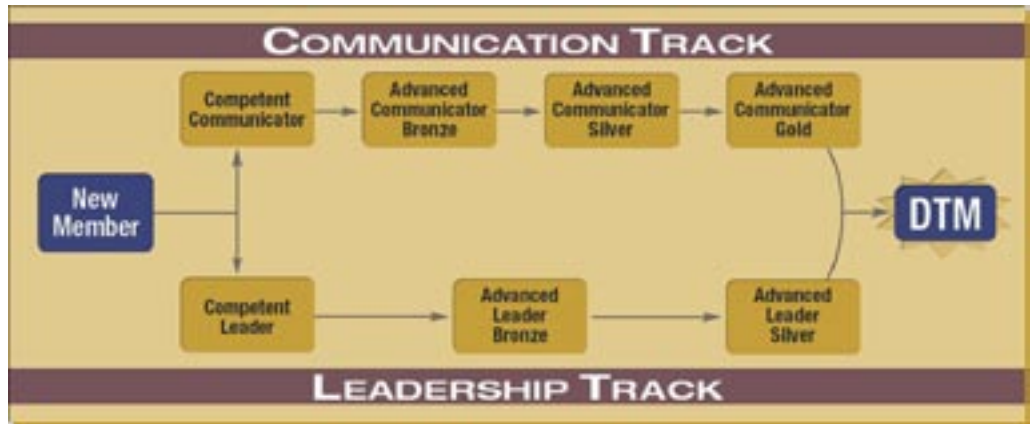 COMMUNICATION TRACK
Competent
Communicator
Advanced
Communicator
Bronze
Advanced
Communicator
Silver
Advanced
Communicator
Gold
New
Member
DTM
Competent
Leader
Advanced
Leader
Bronze
Advanced
Leader
Silver
LEADERSHIP TRACK